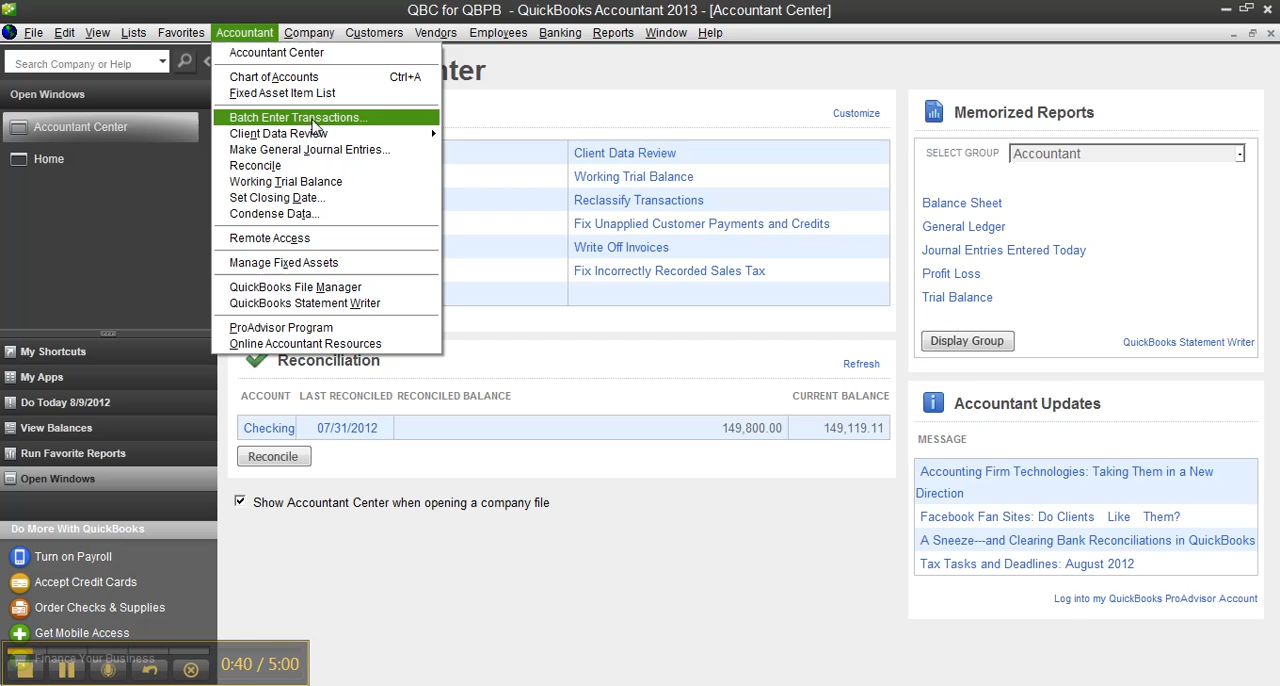 QBC for QBPB - QuickBooks Accountant 2013 - [Accountant Center]
File Edit View Lists Favorites Accountant Company Customers Vendors Employees Banking Reports Window Help
Search Company or Help
Open Windows
Accountant Center
Home
My Shortcuts
My Apps
Do Today 8/9/2012
View Balances
Run Favorite Reports
Open Windows
Do More With QuickBooks
Turn on Payroll
Accept Credit Cards
Order Checks & Supplies
Get Mobile Access
Finance Your Business
0:40 / 5:00
Accountant Center
Chart of Accounts Ctrl+A
Fixed Asset Item List
Batch Enter Transactions...
Client Data Review
Make General Journal Entries...
Reconcile
Working Trial Balance
Set Closing Date...
Condense Data...
Remote Access
Manage Fixed Assets
QuickBooks File Manager
QuickBooks Statement Writer
ProAdvisor Program
Online Accountant Resources
nter
Customize
Client Data Review
Working Trial Balance
Reclassify Transactions
Fix Unapplied Customer Payments and Credits
Write Off Invoices
Fix Incorrectly Recorded Sales Tax
Reconciliation
Refresh
ACCOUNT LAST RECONCILED RECONCILED BALANCE CURRENT BALANCE
Checking 07/31/2012 149,800.00 149,119.11
Reconcile
Show Accountant Center when opening a company file
Memorized Reports
SELECT GROUP Accountant
Balance Sheet
General Ledger
Journal Entries Entered Today
Profit Loss
Trial Balance
Display Group
QuickBooks Statement Writer
Accountant Updates
MESSAGE
Accounting Firm Technologies: Taking Them in a New
Direction
Facebook Fan Sites: Do Clients Like Them?
A Sneeze---and Clearing Bank Reconciliations in QuickBooks
Tax Tasks and Deadlines: August 2012
Log into my QuickBooks ProAdvisor Account